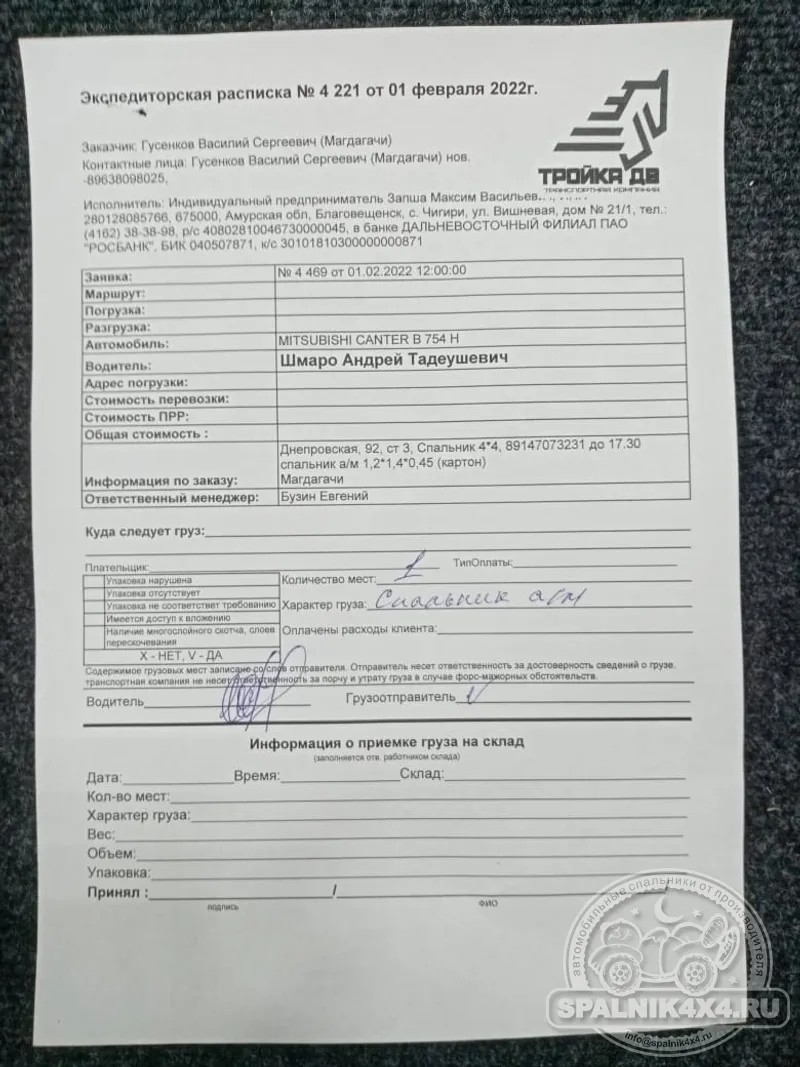 Экспедиторская расписка № 4 221 от 01 февраля 2022г.
ТРОЙКА ДВ
ТРАНСПОРТНАЯ КОМПАНИЯ
Заказчик: Гусенков Василий Сергеевич (Магдагачи)
Контактные лица: Гусенков Василий Сергеевич (Магдагачи) нов.
-89638098025,
Исполнитель: Индивидуальный предприниматель Запша Максим
280128085766, 675000, Амурская обл, Благовещенск, с. Чигири, ул. Вишневая, дом № 21/1, тел.:
(4162) 38-38-98, р/с 40802810046730000045, в банке ДАЛЬНЕВОСТОЧНЫЙ ФИЛИАЛ ПАО
"РОСБАНК", БИК 040507871, к/с 30101810300000000871
Заявка: № 4 469 от 01.02.2022 12:00:00
Маршрут:
Погрузка:
Разгрузка:
Автомобиль: MITSUBISHI CANTER В 754 Н
Водитель: Шмаро Андрей Тадеушевич
Адрес погрузки:
Стоимость перевозки:
Стоимость ПРР:
Общая стоимость :
Днепровская, 92, ст 3, Спальник 4*4, 89147073231 до 17.30
спальник а/м 1,2*1,4*0,45 (картон)
Информация по заказу: Магдагачи
Ответственный менеджер: Бузин Евгений
Куда следует груз:
Плательщик: ТипОплаты:
Упаковка нарушена
Количество мест: 1
Упаковка отсутствует
Упаковка не соответствет требованию
Характер груза: Спальник а/м
Имеется доступ к вложению
Наличие многослойного скотча, слоев
перескочевания
Оплачены расходы клиента:
Х - НЕТ, V - ДА
Содержимое грузовых мест записано со слов отправителя. Отправитель несет ответственность за достоверность сведений о грузе.
транспортная компания не несет ответственность за порчу и утрату груза в случае форс-мажорных обстоятельств.
Водитель Грузоотправитель V
Информация о приемке груза на склад
(заполняется отв. работником склада)
Дата: Время: Склад:
Кол-во мест:
Характер груза:
Вес:
Объем:
Упаковка:
Принял : / /
подпись ФИО
автомобильные спальники от производителя
SPALNIK4X4.RU
info@spalnik4x4.ru